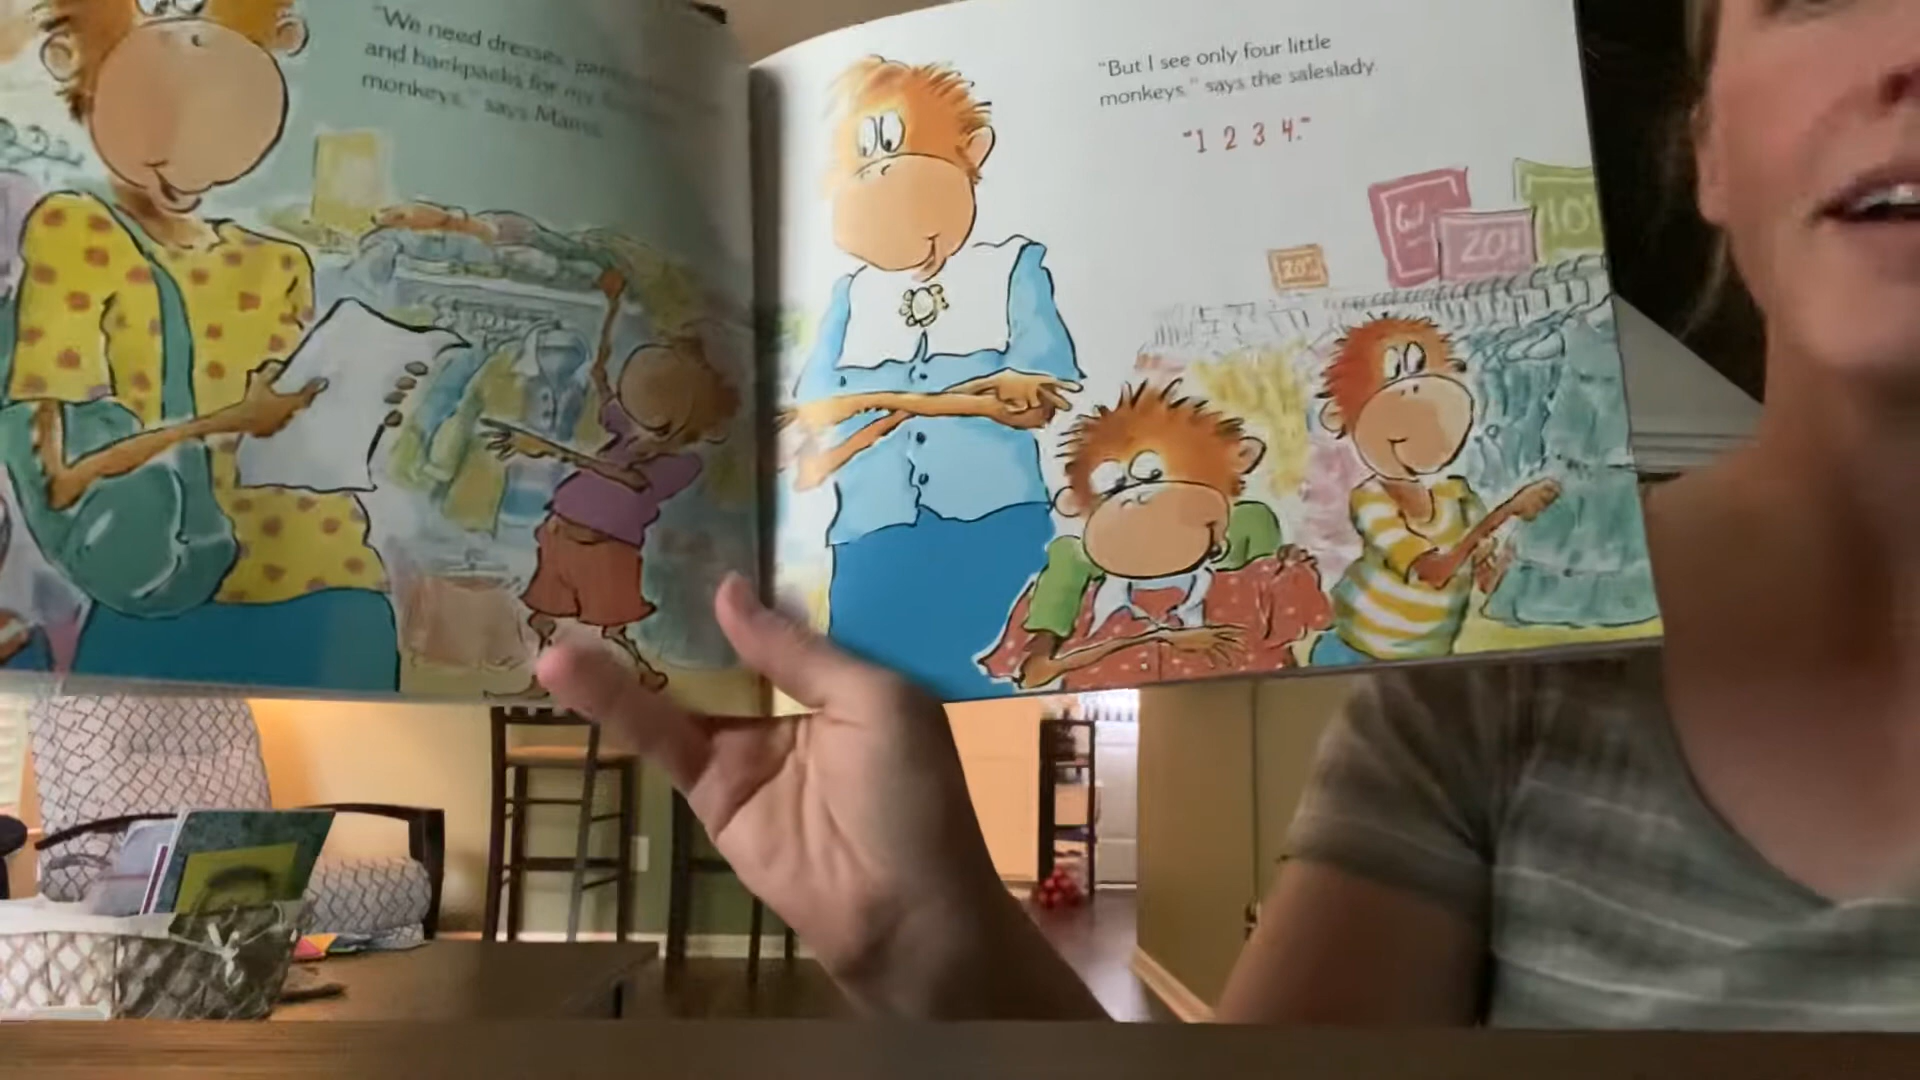 "We need dresses,
and backpacks for my
monkeys," says Mama.
"But I see only four little
monkeys," says the saleslady.
"1 2 3 4."
20%
20%
10%